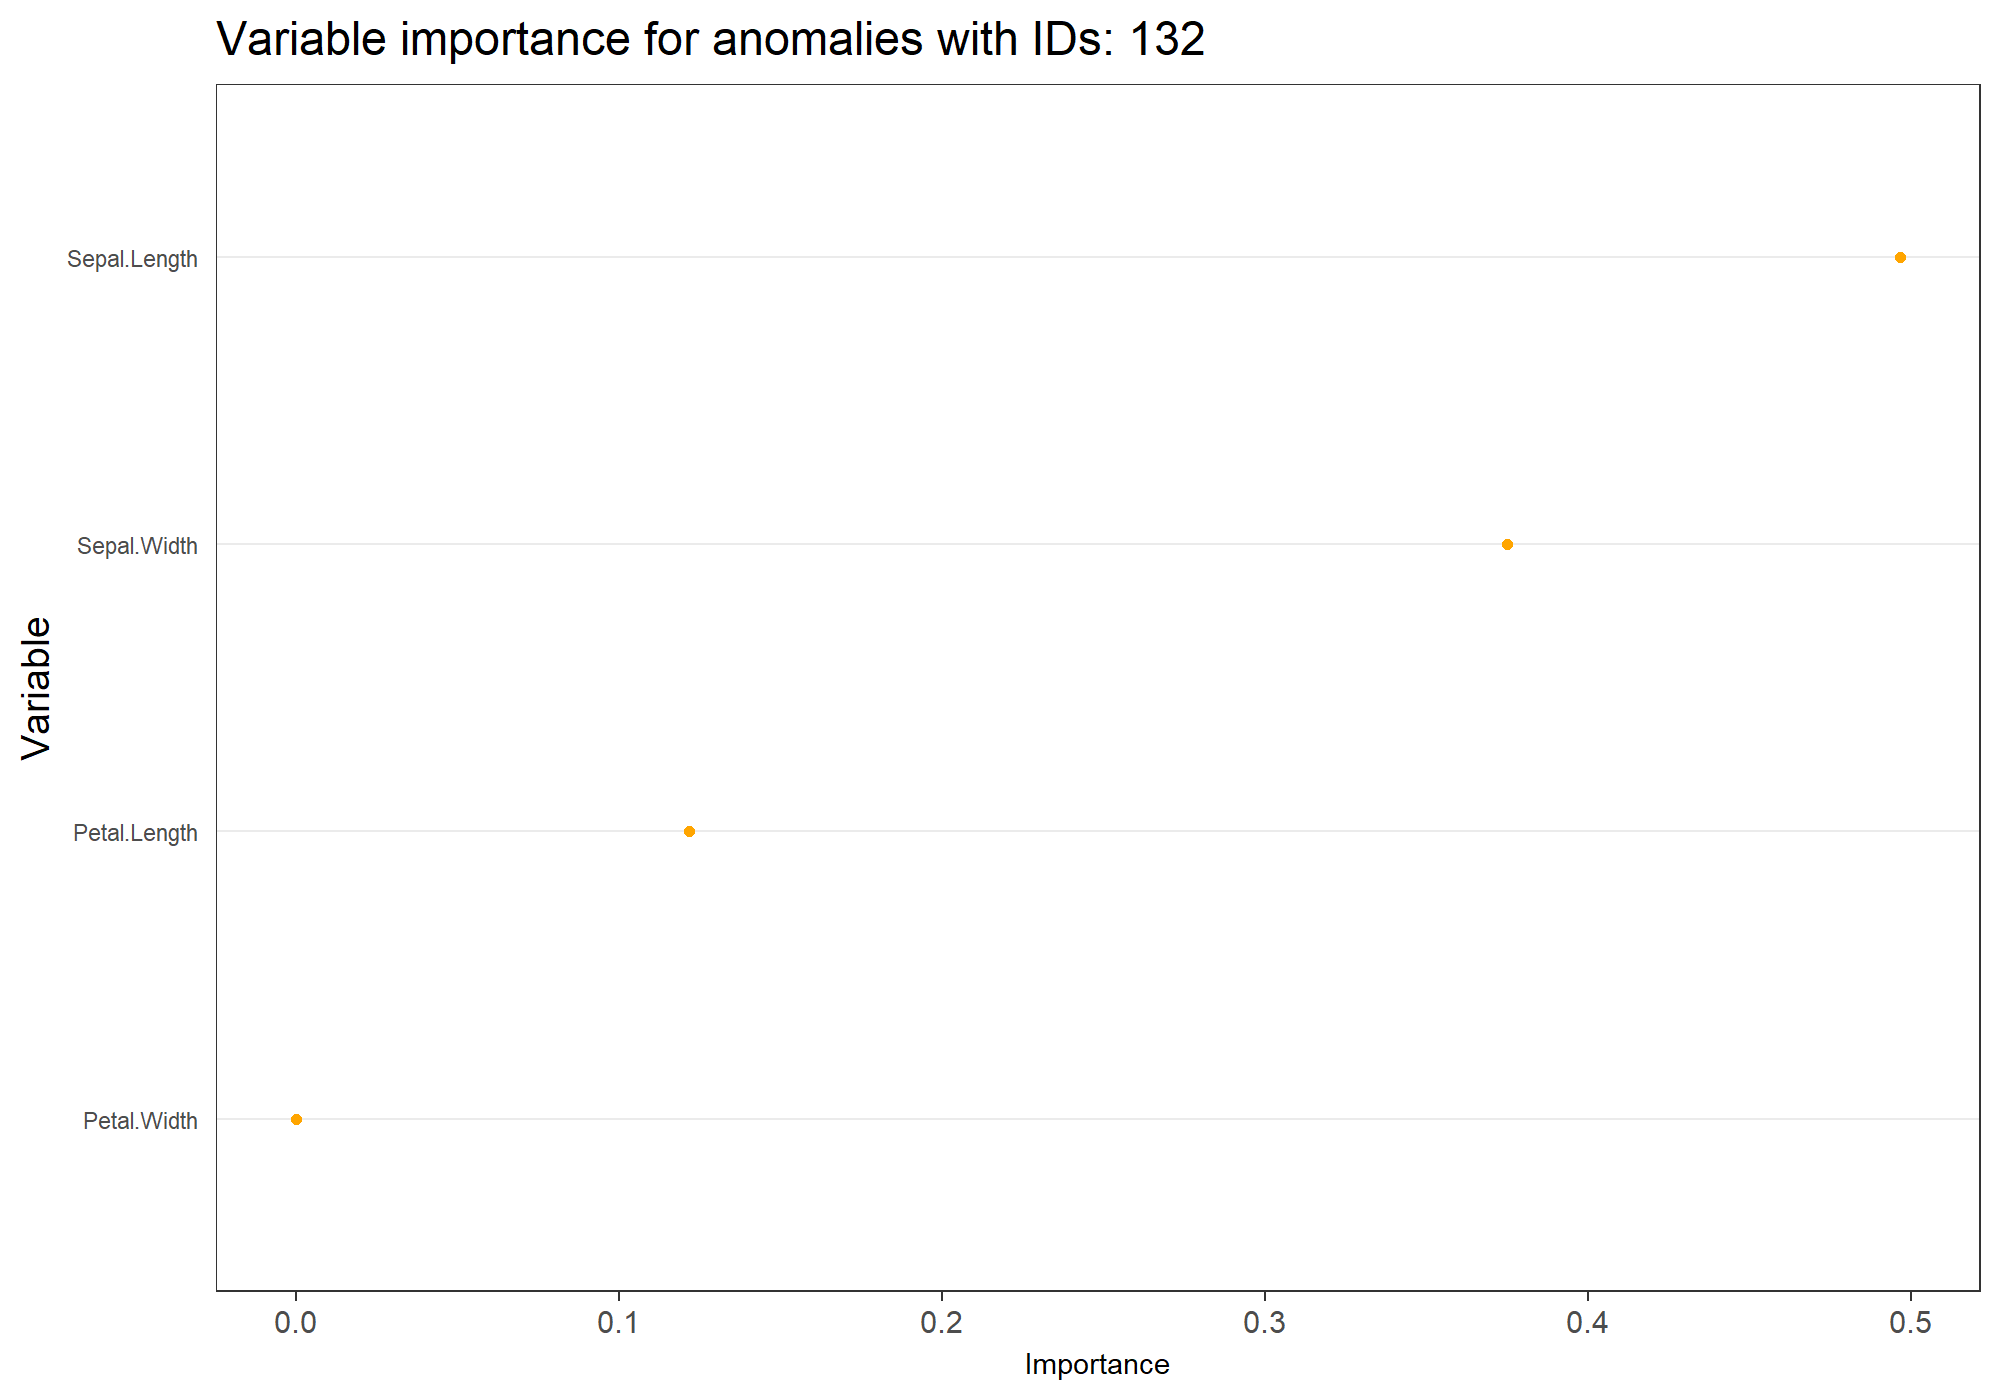 Variable importance for anomalies with IDs: 132
Variable
Sepal.Length
Sepal.Width
Petal.Length
Petal.Width
0.0 0.1 0.2 0.3 0.4 0.5
Importance